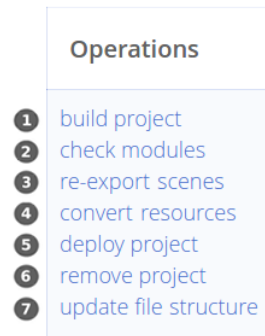 Operations
1 build project
2 check modules
3 re-export scenes
4 convert resources
5 deploy project
6 remove project
7 update file structure